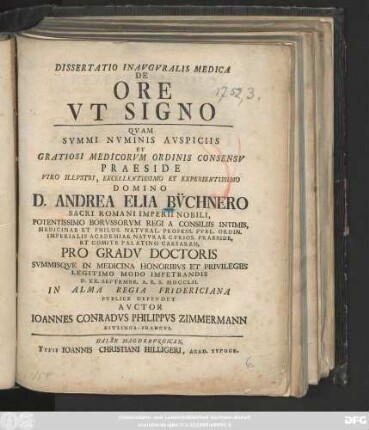 DISSERTATIO INAVGVRALIS MEDICA
DE
ORE
VT SIGNO
1752,3.
QVAM
SVMMI NVMINIS AVSPICIIS
ET
GRATIOSI MEDICORVM ORDINIS CONSENSV
PRAESIDE
VIRO ILLVSTRI, EXCELLENTISSIMO ET EXPERIENTISSIMO
DOMINO
D. ANDREA ELIA BÜCHNERO
SACRI ROMANI IMPERII NOBILI,
POTENTISSIMO BORVSSORVM REGI A CONSILIIS INTIMIS,
MEDICINAE ET PHILOS. NATVRAL. PROFESS. PVBL. ORDIN.
IMPERIALIS ACADEMIAE NATVRAE CVRIOS. PRAESIDE,
ET COMITE PALATINO CAESAREO,
PRO GRADV DOCTORIS
SVMMISQVE IN MEDICINA HONORIBVS ET PRIVILEGIIS
LEGITIMO MODO IMPETRANDIS
D. XX. SEPTEMBR. A. R. S. MDCCLII.
IN ALMA REGIA FRIDERICIANA
PVBLICE DEFENDET
AVCTOR
IOANNES CONRADVS PHILIPPVS ZIMMERMANN
FRANCVS.
HALAE MAGDEBVRGICAE,
TYPIS IOANNIS CHRISTIANI HILLIGERI, ACAD. TYPOGR.
6.
DFG